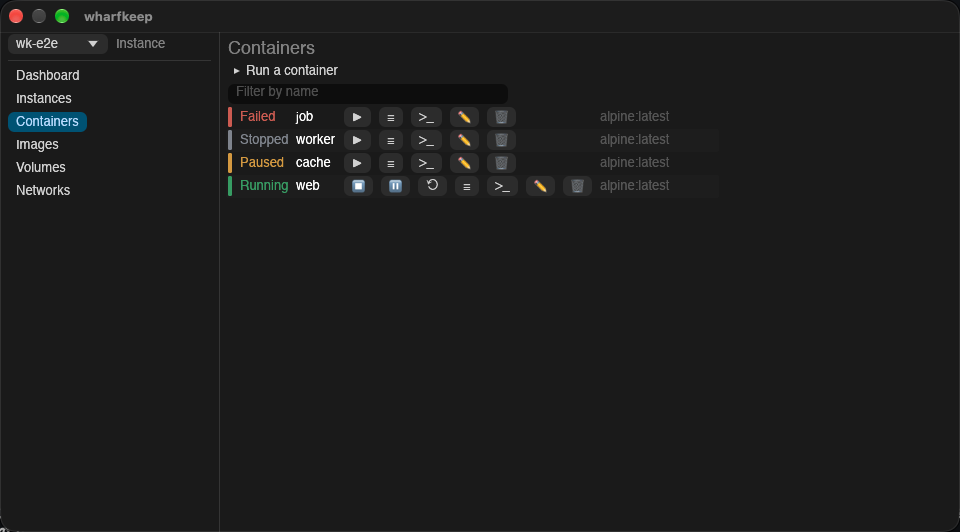 wharfkeep
wk-e2e Instance
Dashboard
Instances
Containers
Images
Volumes
Networks
Containers
Run a container
Filter by name
Failed job >_ alpine:latest
Stopped worker >_ alpine:latest
Paused cache >_ alpine:latest
Running web >_ alpine:latest